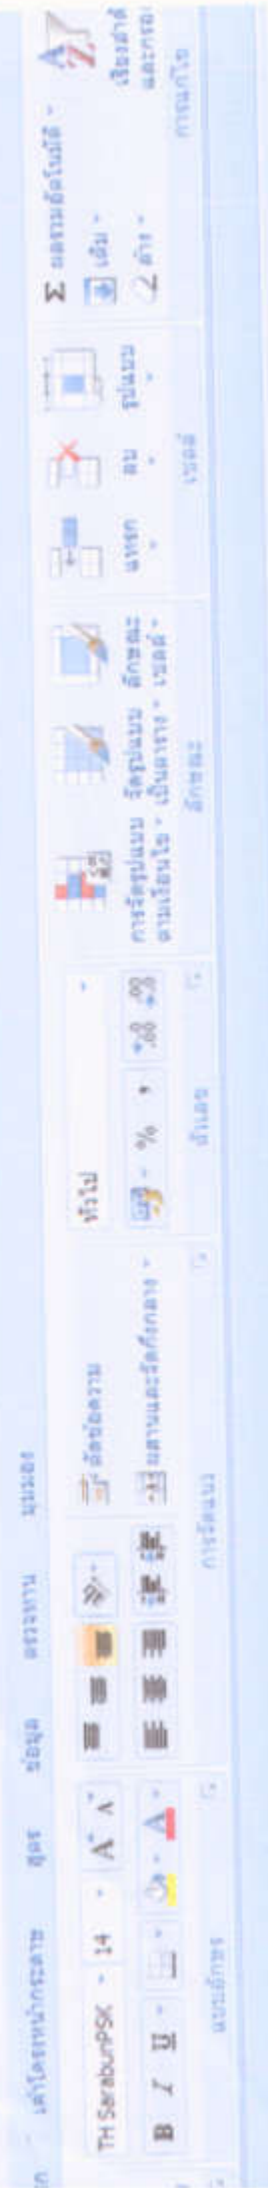 เค้าโครงหน้ากระดาษ สูตร ข้อมูล ตรวจทาน มุมมอง
TH SarabunPSK 14 A A ตัดข้อความ ทั่วไป
B I U A ผสานและจัดกึ่งกลาง % , .00 .00
การจัดรูปแบบ ตามเงื่อนไข
จัดรูปแบบ เป็นตาราง
ลักษณะ เซลล์
แทรก ลบ รูปแบบ
Σ ผลรวมอัตโนมัติ
เติม
ล้าง
A Z
เรียงลำดั
และกรอง
แบบอักษร การจัดแนว ตัวเลข ลักษณะ เซลล์ การแก้ไข